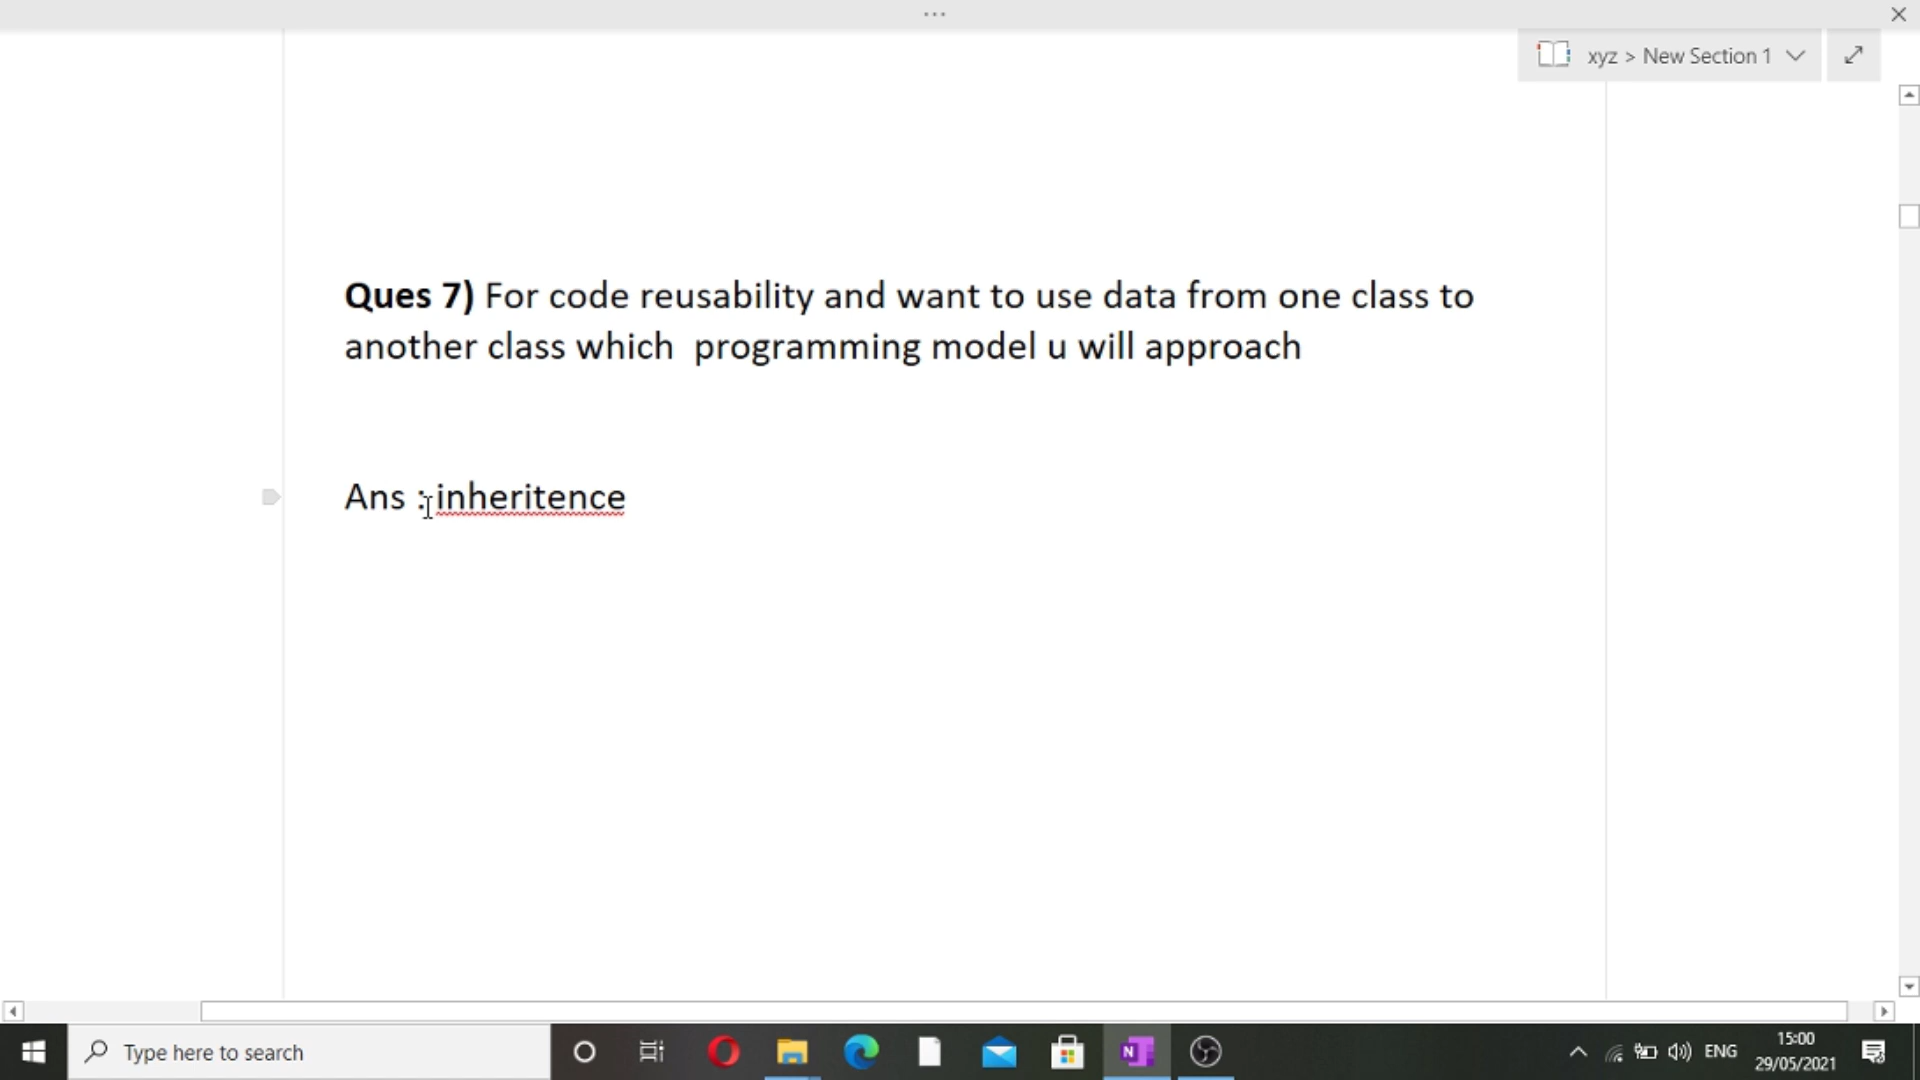 ...
xyz > New Section 1
Ques 7) For code reusability and want to use data from one class to
another class which  programming model u will approach
Ans : inheritence
Type here to search
N
ENG
15:00
29/05/2021